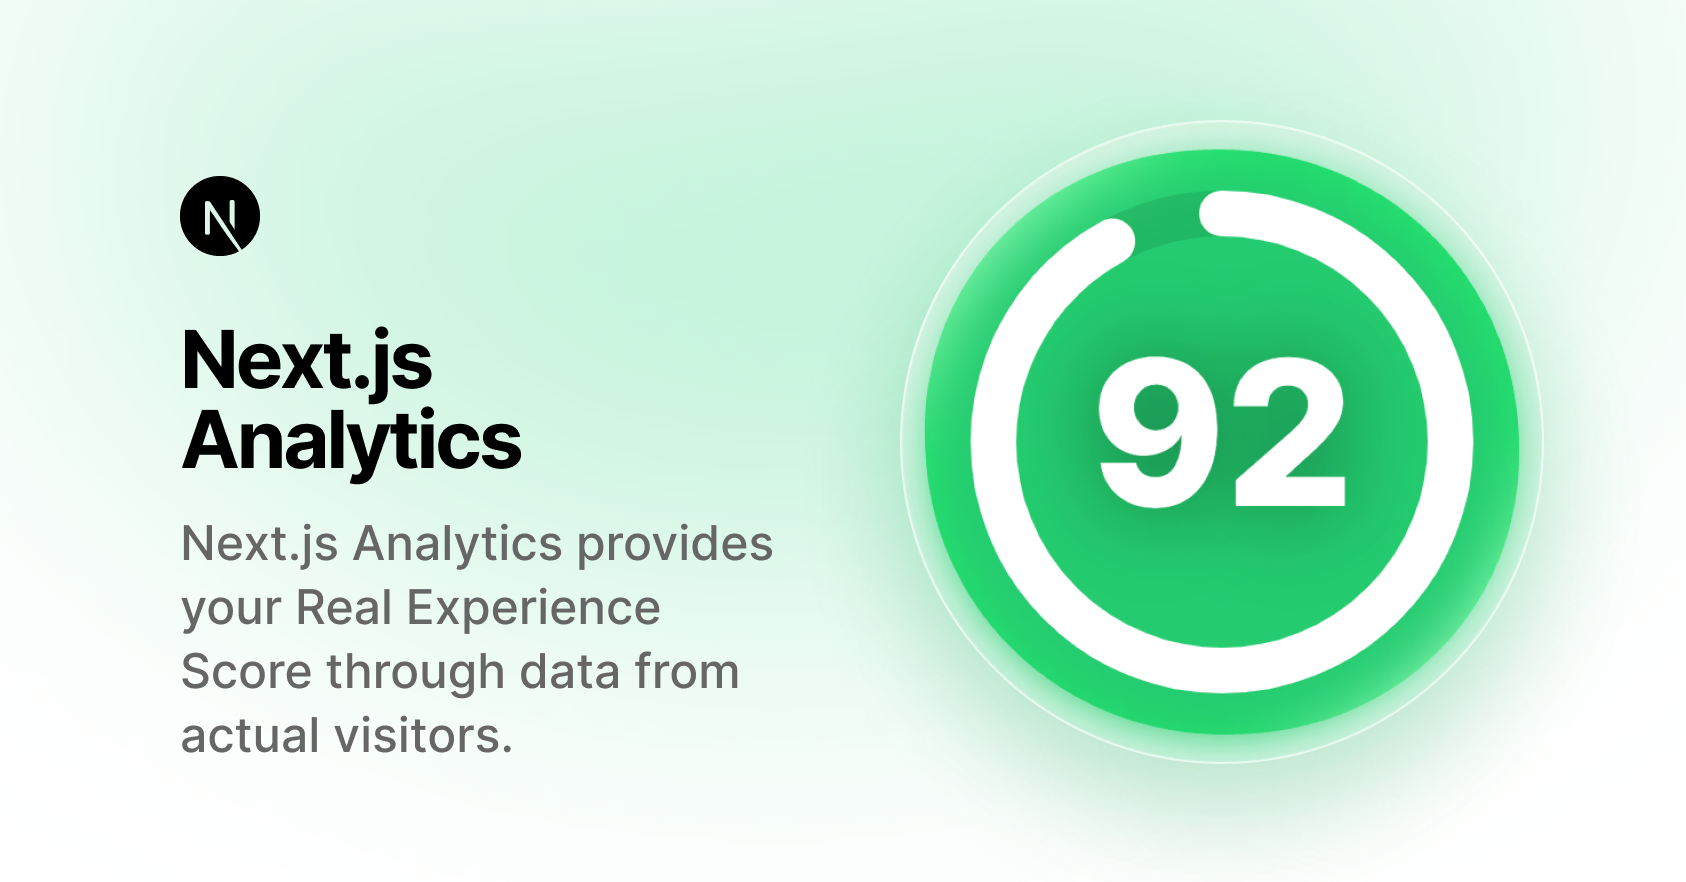 N
Next.js
Analytics
Next.js Analytics provides
your Real Experience
Score through data from
actual visitors.
92